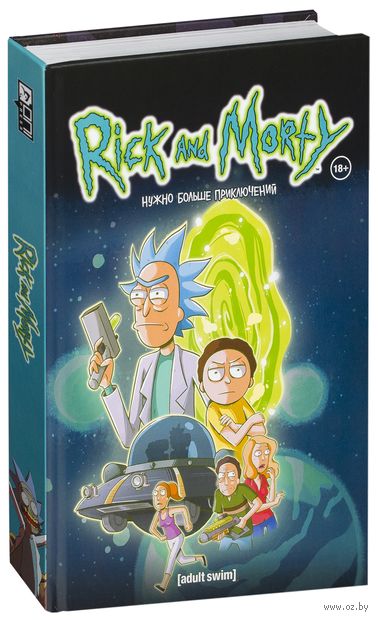 Rick and Morty
Rick and Morty
НУЖНО БОЛЬШЕ ПРИКЛЮЧЕНИЙ
18+
[adult swim]
www.oz.by